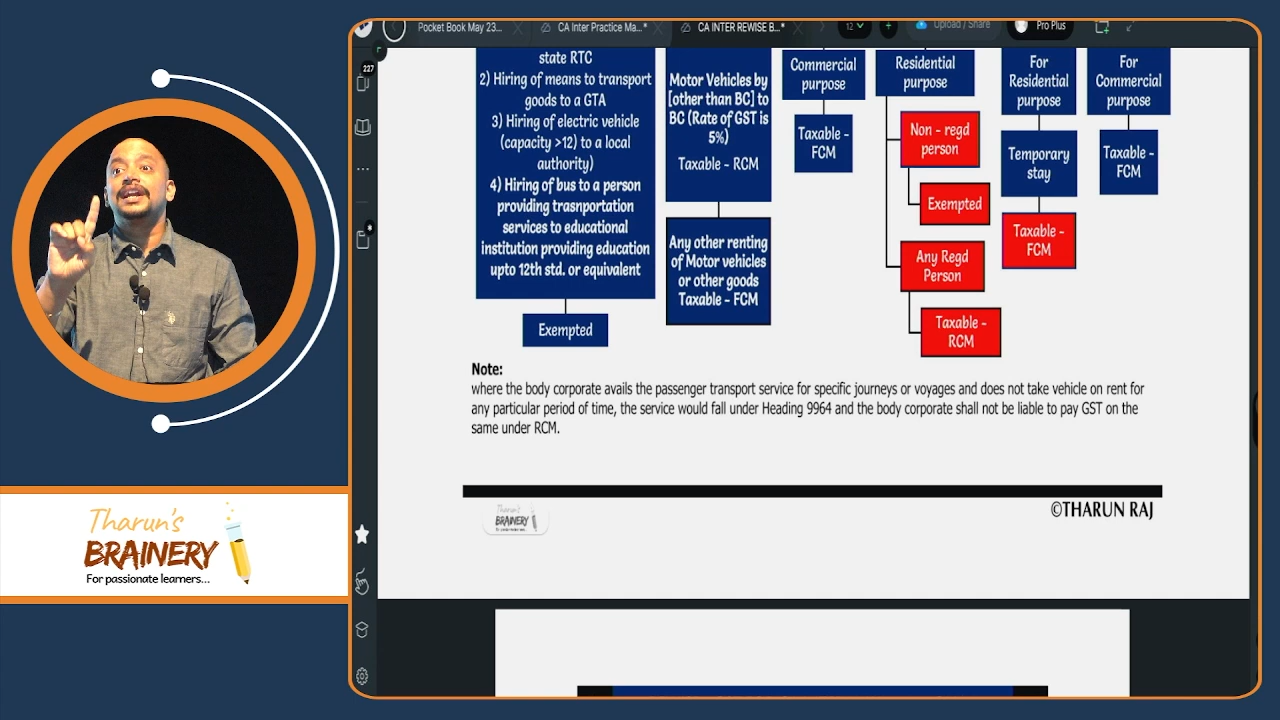 Pocket Book May 23...
CA Inter Practice Ma...*
CA INTER REWISE B...*
12
Upload / Share
Pro Plus
227
state RTC
2) Hiring of means to transport
goods to a GTA
3) Hiring of electric vehicle
(capacity >12) to a local
authority)
4) Hiring of bus to a person
providing trasnportation
services to educational
institution providing education
upto 12th std. or equivalent
Exempted
Motor Vehicles by
[other than BC] to
BC (Rate of GST is
5%)
Taxable - RCM
Any other renting
of Motor vehicles
or other goods
Taxable - FCM
Commercial
purpose
Taxable -
FCM
Residential
purpose
Non - regd
person
Exempted
Any Regd
Person
Taxable -
RCM
For
Residential
purpose
Temporary
stay
Taxable -
FCM
For
Commercial
purpose
Taxable -
FCM
Note:
where the body corporate avails the passenger transport service for specific journeys or voyages and does not take vehicle on rent for
any particular period of time, the service would fall under Heading 9964 and the body corporate shall not be liable to pay GST on the
same under RCM.
Tharun's
BRAINERY
©THARUN RAJ
Tharun's
BRAINERY
For passionate learners...